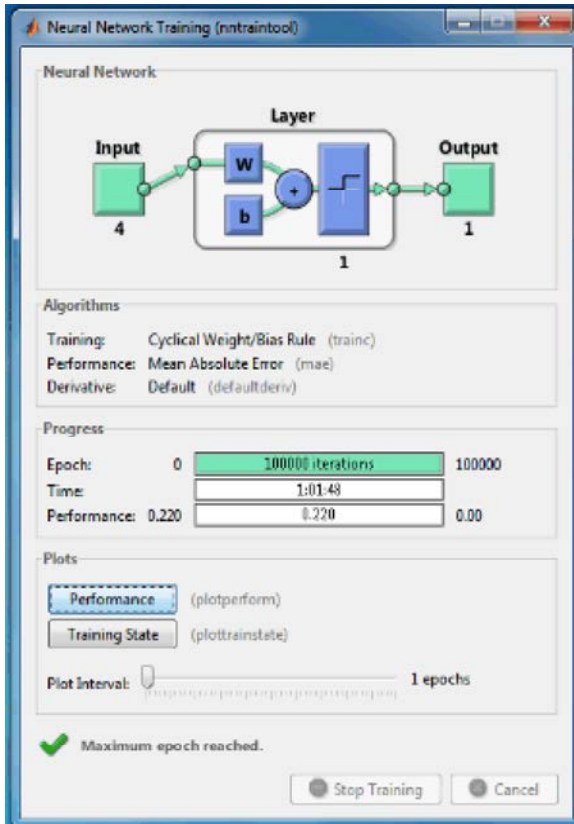 Neural Network Training (nntraintool)
Neural Network
Layer
Input
Output
W
+
b
4
1
1
Algorithms
Training: Cyclical Weight/Bias Rule (trainc)
Performance: Mean Absolute Error (mae)
Derivative: Default (defaultderiv)
Progress
Epoch: 0 100000 iterations 100000
Time: 1:01:48
Performance: 0.220 0.220 0.00
Plots
Performance (plotperform)
Training State (plottrainstate)
Plot Interval: 1 epochs
Maximum epoch reached.
Stop Training Cancel